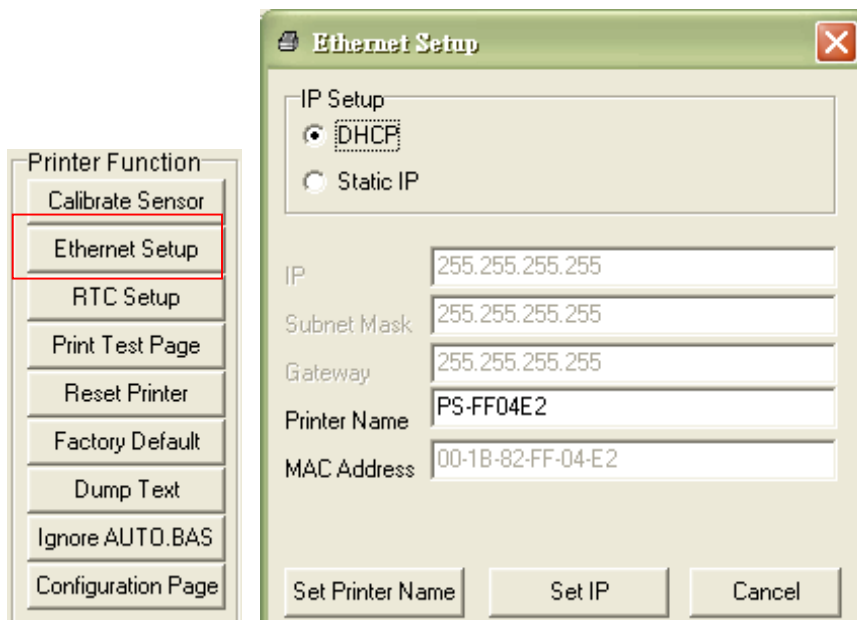 Printer Function
Calibrate Sensor
Ethernet Setup
RTC Setup
Print Test Page
Reset Printer
Factory Default
Dump Text
Ignore AUTO.BAS
Configuration Page
Ethernet Setup
IP Setup
DHCP
Static IP
IP 255.255.255.255
Subnet Mask 255.255.255.255
Gateway 255.255.255.255
Printer Name PS-FF04E2
MAC Address 00-1B-82-FF-04-E2
Set Printer Name Set IP Cancel